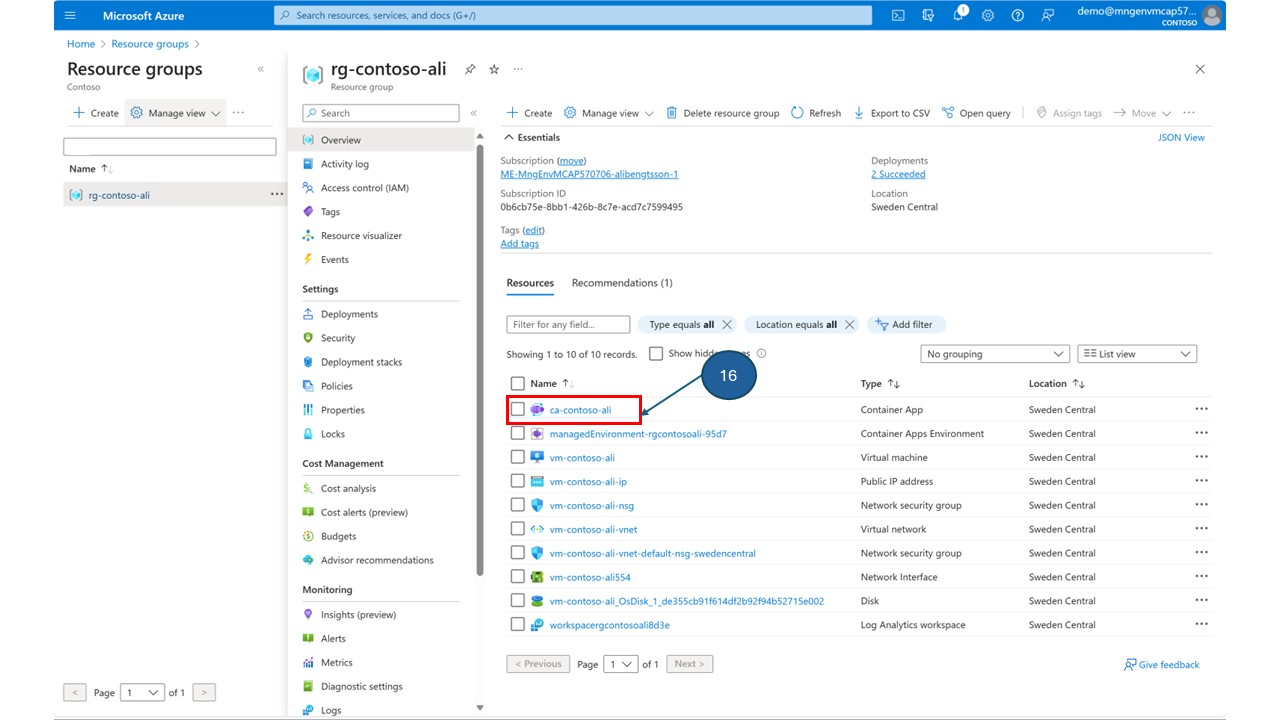 Microsoft Azure
Search resources, services, and docs (G+/)
1
demo@mngenvmcap57...
CONTOSO
Home > Resource groups >
Resource groups
Contoso
Create Manage view ...
Name ↑↓
rg-contoso-ali ...
Page 1 of 1
rg-contoso-ali ...
Resource group
Search
Overview
Activity log
Access control (IAM)
Tags
Resource visualizer
Events
Settings
Deployments
Security
Deployment stacks
Policies
Properties
Locks
Cost Management
Cost analysis
Cost alerts (preview)
Budgets
Advisor recommendations
Monitoring
Insights (preview)
Alerts
Metrics
Diagnostic settings
Logs
Create Manage view Delete resource group Refresh Export to CSV Open query Assign tags Move ...
Essentials JSON View
Subscription (move)
ME-MngEnvMCAP570706-alibengtsson-1
Subscription ID
0b6cb75e-8bb1-426b-8c7e-acd7c7599495
Tags (edit)
Add tags
Deployments
2 Succeeded
Location
Sweden Central
Resources Recommendations (1)
Filter for any field... Type equals all Location equals all Add filter
Showing 1 to 10 of 10 records. Show No grouping List view
16
Name ↑↓ Type ↑↓ Location ↑↓
ca-contoso-ali Container App Sweden Central ...
managedEnvironment-rgcontosoali-95d7 Container Apps Environment Sweden Central ...
vm-contoso-ali Virtual machine Sweden Central ...
vm-contoso-ali-ip Public IP address Sweden Central ...
vm-contoso-ali-nsg Network security group Sweden Central ...
vm-contoso-ali-vnet Virtual network Sweden Central ...
vm-contoso-ali-vnet-default-nsg-swedencentral Network security group Sweden Central ...
vm-contoso-ali554 Network Interface Sweden Central ...
vm-contoso-ali_OsDisk_1_de355cb91f614df2b92f94b52715e002 Disk Sweden Central ...
workspacergcontosoali8d3e Log Analytics workspace Sweden Central ...
< Previous Page 1 of 1 Next > Give feedback